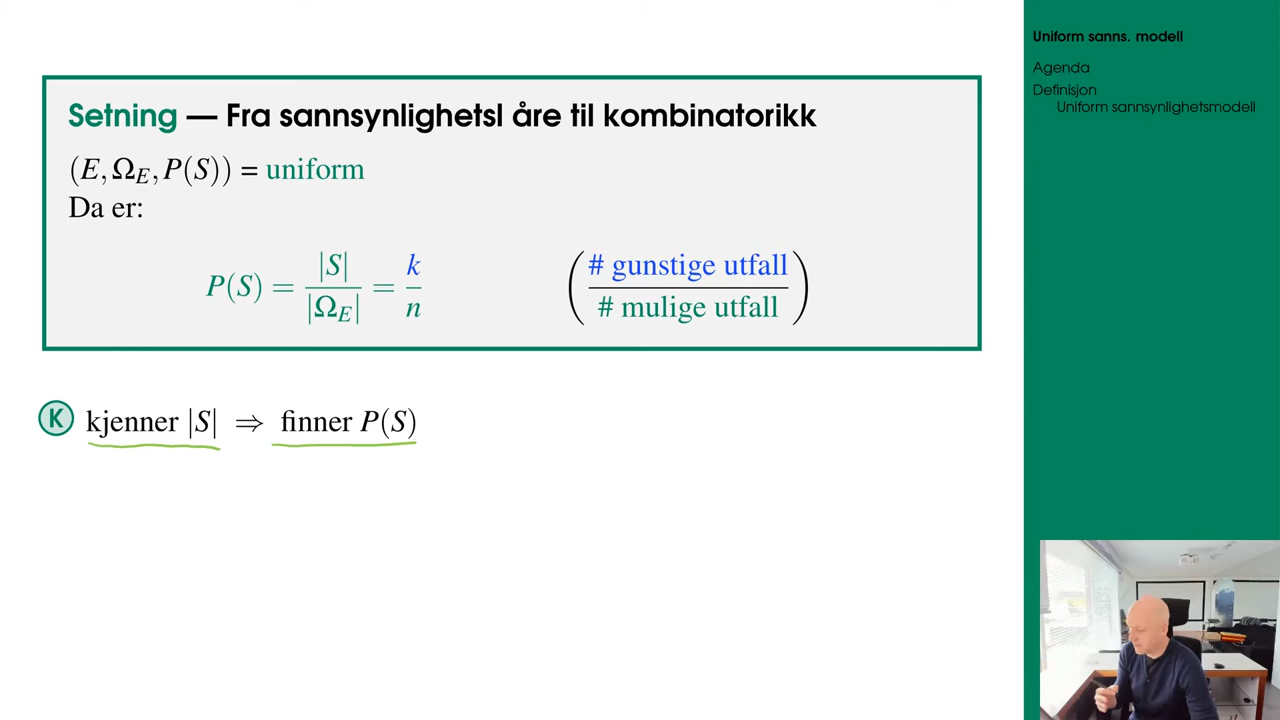 Setning — Fra sannsynlighetsl åre til kombinatorikk
(E, Ω_E, P(S)) = uniform
Da er:
P(S) = |S| / |Ω_E| = k / n
( # gunstige utfall / # mulige utfall )
K kjenner |S| ⇒ finner P(S)
Uniform sanns. modell
Agenda
Definisjon
Uniform sannsynlighetsmodell